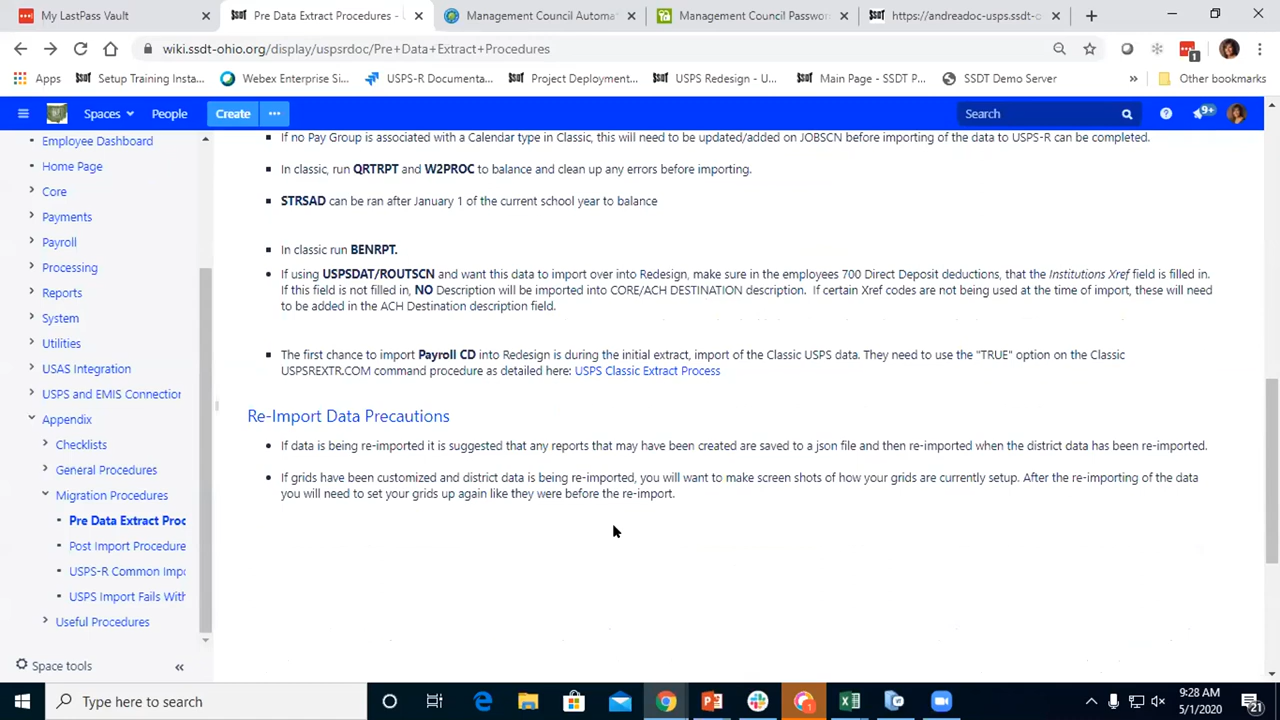 My LastPass Vault
Pre Data Extract Procedures -
Management Council Automa
Management Council Passwor
https://andreadoc-usps.ssdt-o
wiki.ssdt-ohio.org/display/uspsrdoc/Pre+Data+Extract+Procedures
1
Apps
Setup Training Insta...
Webex Enterprise Si...
USPS-R Documenta...
Project Deployment...
USPS Redesign - U...
Main Page - SSDT P...
SSDT Demo Server
»
Other bookmarks
Spaces
People
Create
Search
9+
Employee Dashboard
Home Page
Core
Payments
Payroll
Processing
Reports
System
Utilities
USAS Integration
USPS and EMIS Connection
Appendix
Checklists
General Procedures
Migration Procedures
Pre Data Extract Proc
Post Import Procedure
USPS-R Common Impo
USPS Import Fails With
Useful Procedures
Space tools
«
If no Pay Group is associated with a Calendar type in Classic, this will need to be updated/added on JOBSCN before importing of the data to USPS-R can be completed.
In classic, run QRTRPT and W2PROC to balance and clean up any errors before importing.
STRSAD can be ran after January 1 of the current school year to balance
In classic run BENRPT.
If using USPSDAT/ROUTSCN and want this data to import over into Redesign, make sure in the employees 700 Direct Deposit deductions, that the Institutions Xref field is filled in.
If this field is not filled in, NO Description will be imported into CORE/ACH DESTINATION description.  If certain Xref codes are not being used at the time of import, these will need
to be added in the ACH Destination description field.
The first chance to import Payroll CD into Redesign is during the initial extract, import of the Classic USPS data. They need to use the "TRUE" option on the Classic
USPSREXTR.COM command procedure as detailed here: USPS Classic Extract Process
Re-Import Data Precautions
If data is being re-imported it is suggested that any reports that may have been created are saved to a json file and then re-imported when the district data has been re-imported.
If grids have been customized and district data is being re-imported, you will want to make screen shots of how your grids are currently setup. After the re-importing of the data
you will need to set your grids up again like they were before the re-import.
Type here to search
9:28 AM
5/1/2020
21